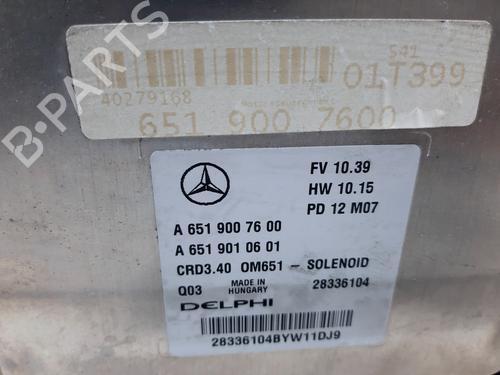 B-PARTS
S41
01T399
40279168
651 900 7600
FV 10.39
HW 10.15
PD 12 M07
A 651 900 76 00
A 651 901 06 01
CRD3.40 OM651 - SOLENOID
Q03 MADE IN HUNGARY 28336104
DELPHI
28336104BYW11DJ9